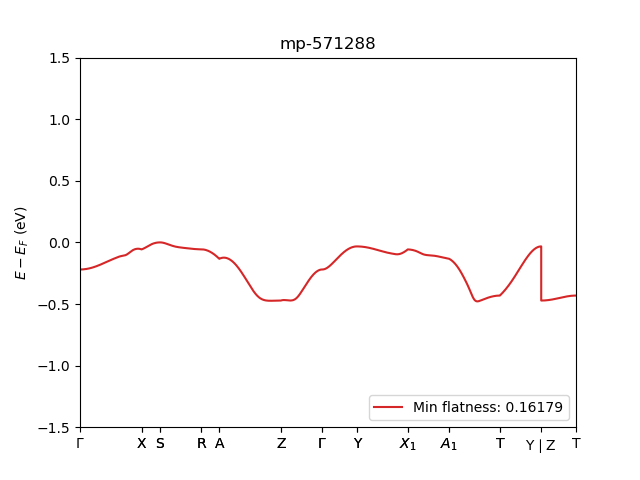 mp-571288
E − E_F (eV)
1.5
1.0
0.5
0.0
−0.5
−1.0
−1.5
Min flatness: 0.16179
Γ X S R A Z Γ Y X₁ A₁ T Y | Z T